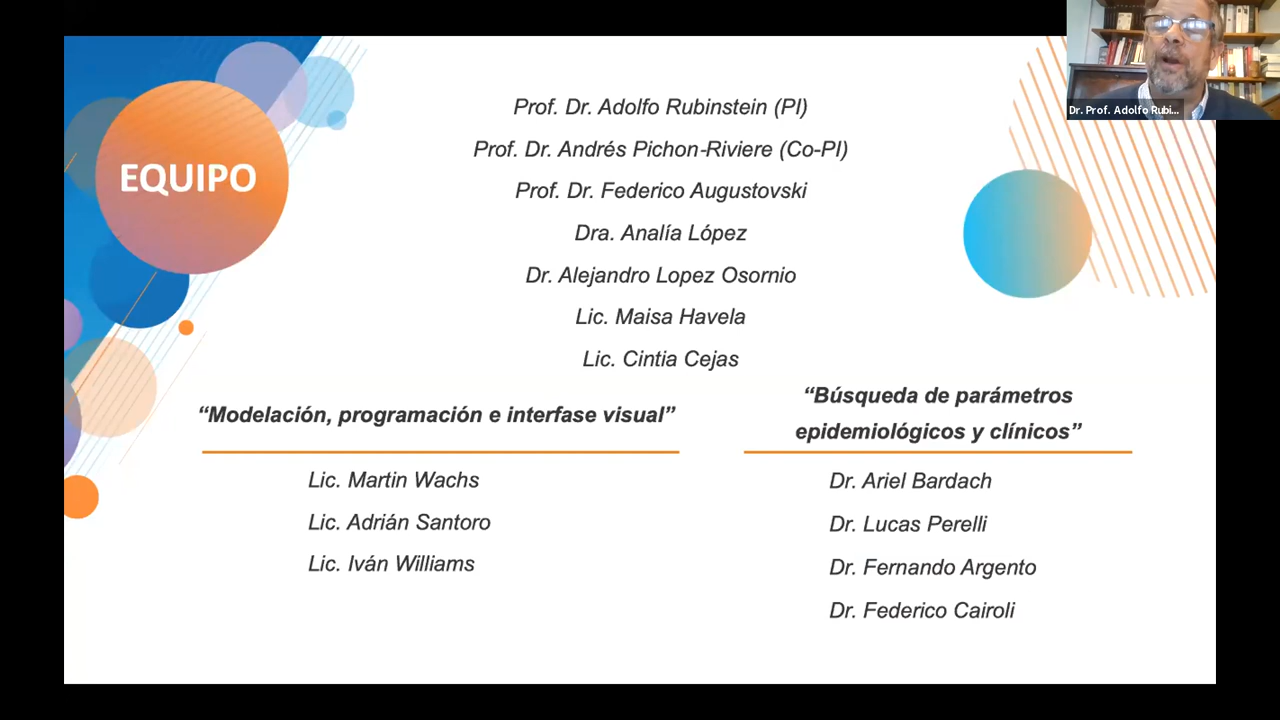 EQUIPO
Prof. Dr. Adolfo Rubinstein (PI)
Prof. Dr. Andrés Pichon-Riviere (Co-PI)
Prof. Dr. Federico Augustovski
Dra. Analía López
Dr. Alejandro Lopez Osornio
Lic. Maisa Havela
Lic. Cintia Cejas
“Modelación, programación e interfase visual”
Lic. Martin Wachs
Lic. Adrián Santoro
Lic. Iván Williams
“Búsqueda de parámetros
epidemiológicos y clínicos”
Dr. Ariel Bardach
Dr. Lucas Perelli
Dr. Fernando Argento
Dr. Federico Cairoli
Dr. Prof. Adolfo Rubi...